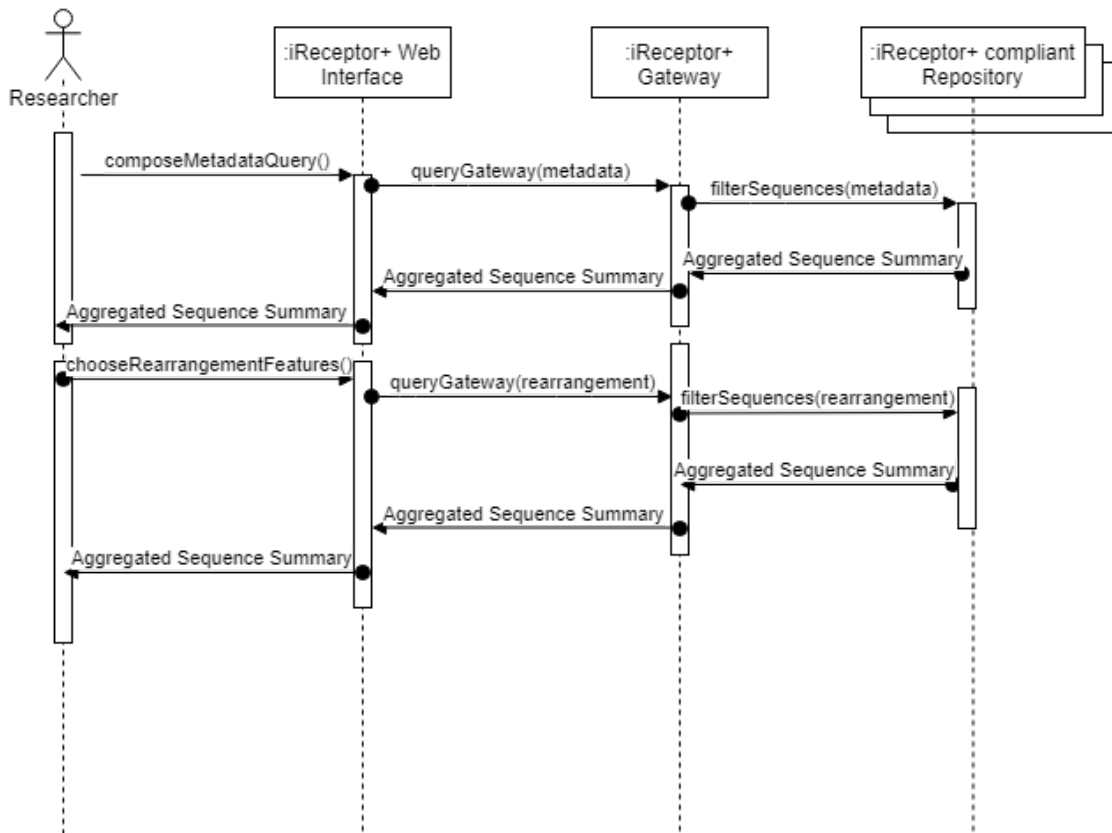 Researcher
:iReceptor+ Web
Interface
:iReceptor+
Gateway
:iReceptor+ compliant
Repository
composeMetadataQuery()
queryGateway(metadata)
filterSequences(metadata)
Aggregated Sequence Summary
Aggregated Sequence Summary
Aggregated Sequence Summary
chooseRearrangementFeatures()
queryGateway(rearrangement)
filterSequences(rearrangement)
Aggregated Sequence Summary
Aggregated Sequence Summary
Aggregated Sequence Summary